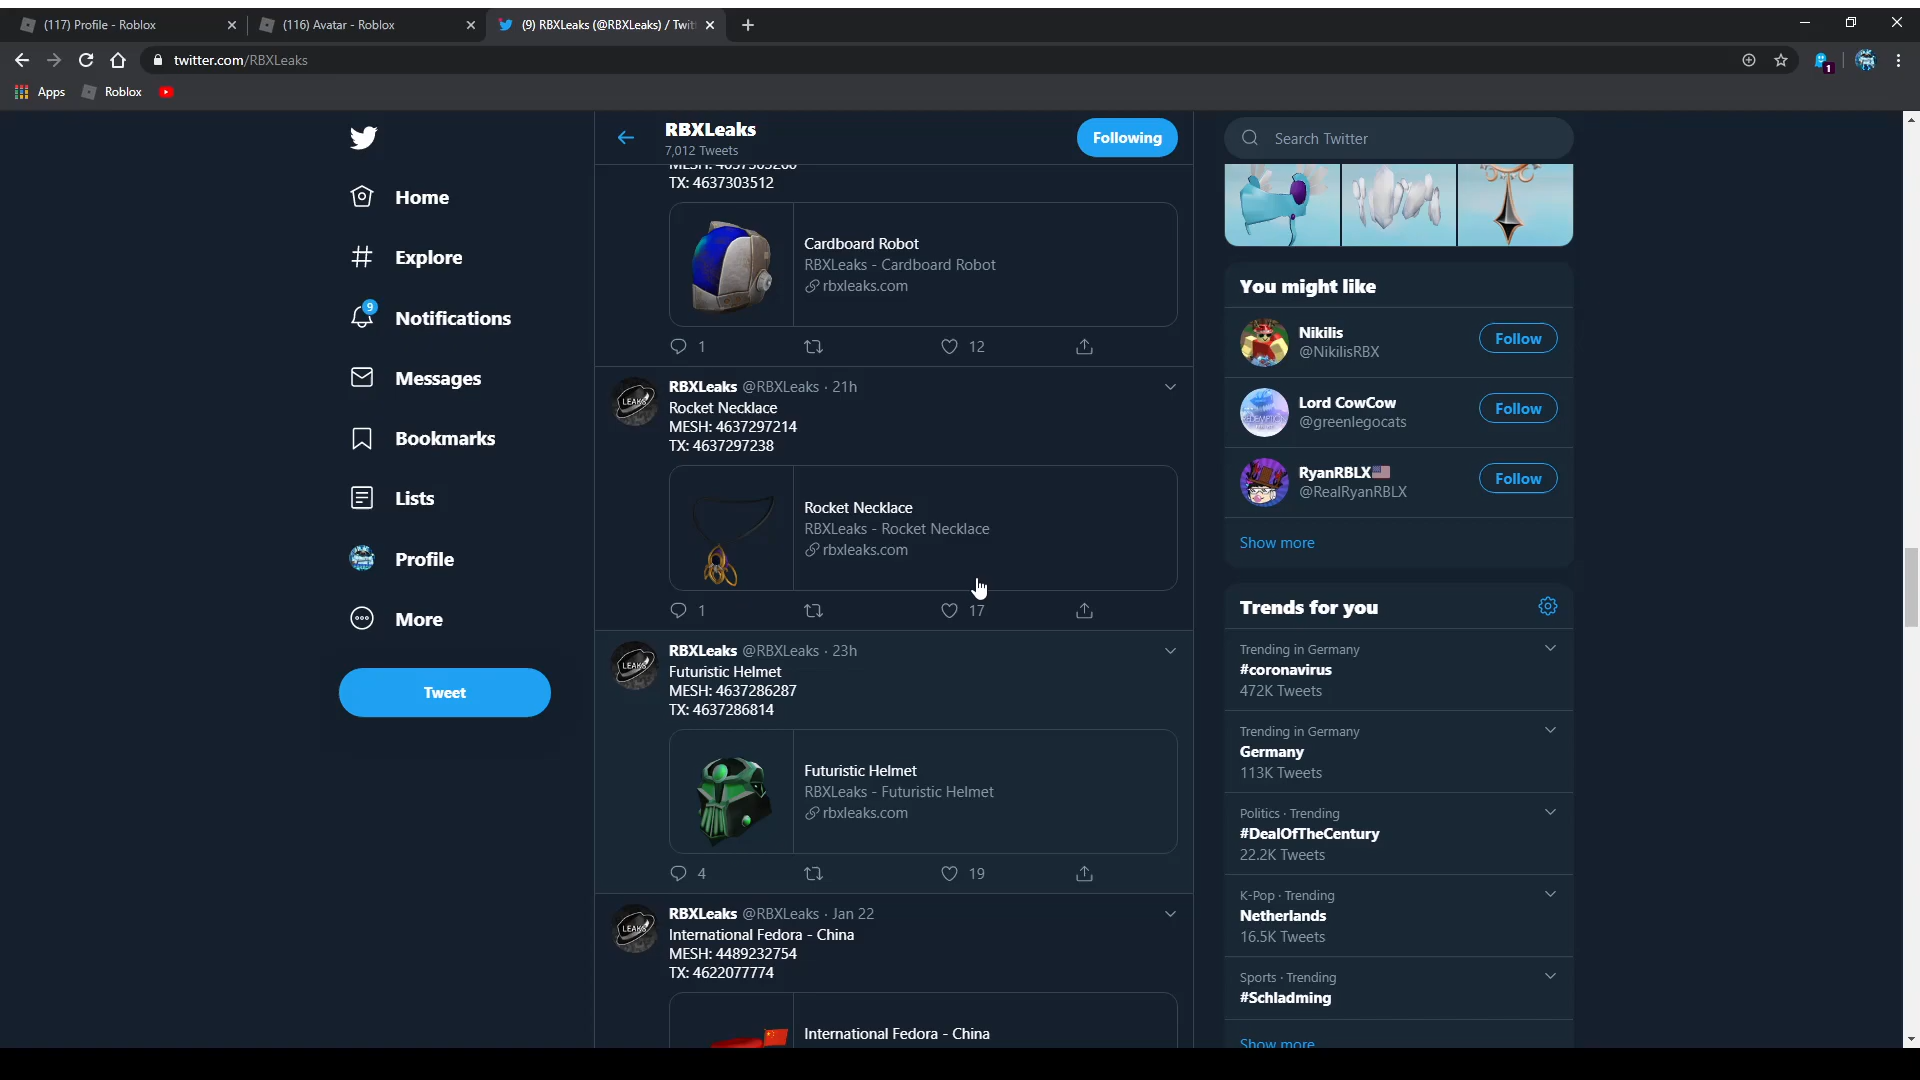 (117) Profile - Roblox
(116) Avatar - Roblox
(9) RBXLeaks (@RBXLeaks) / Twit
twitter.com/RBXLeaks
1
Apps
Roblox
Home
Explore
9
Notifications
Messages
Bookmarks
Lists
Profile
More
Tweet
RBXLeaks
7,012 Tweets
Following
TX: 4637303512
Cardboard Robot
RBXLeaks - Cardboard Robot
rbxleaks.com
1
12
LEAKS
RBXLeaks @RBXLeaks · 21h
Rocket Necklace
MESH: 4637297214
TX: 4637297238
Rocket Necklace
RBXLeaks - Rocket Necklace
rbxleaks.com
1
17
LEAKS
RBXLeaks @RBXLeaks · 23h
Futuristic Helmet
MESH: 4637286287
TX: 4637286814
Futuristic Helmet
RBXLeaks - Futuristic Helmet
rbxleaks.com
4
19
LEAKS
RBXLeaks @RBXLeaks · Jan 22
International Fedora - China
MESH: 4489232754
TX: 4622077774
International Fedora - China
Search Twitter
You might like
Nikilis
@NikilisRBX
Follow
Lord CowCow
@greenlegocats
Follow
RyanRBLX🇺🇸
@RealRyanRBLX
Follow
Show more
Trends for you
Trending in Germany
#coronavirus
472K Tweets
Trending in Germany
Germany
113K Tweets
Politics · Trending
#DealOfTheCentury
22.2K Tweets
K-Pop · Trending
Netherlands
16.5K Tweets
Sports · Trending
#Schladming
Show more